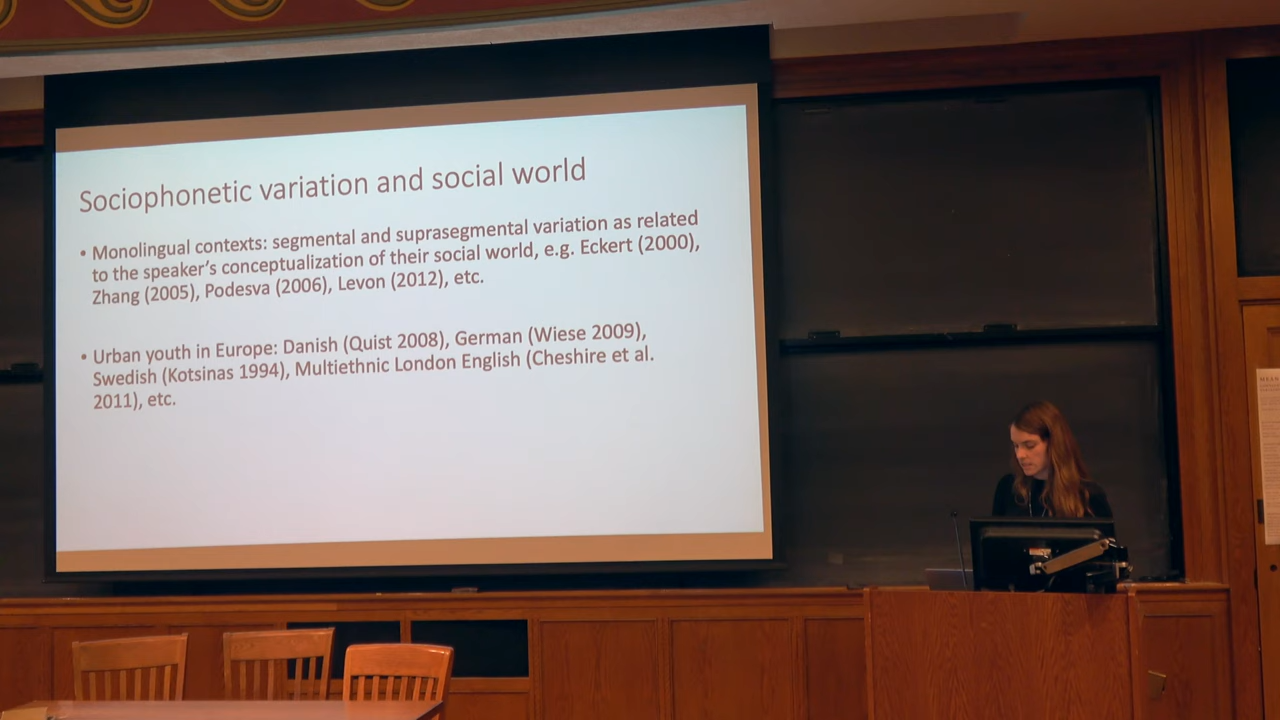 Sociophonetic variation and social world
• Monolingual contexts: segmental and suprasegmental variation as related
to the speaker's conceptualization of their social world, e.g. Eckert (2000),
Zhang (2005), Podesva (2006), Levon (2012), etc.
• Urban youth in Europe: Danish (Quist 2008), German (Wiese 2009),
Swedish (Kotsinas 1994), Multiethnic London English (Cheshire et al.
2011), etc.